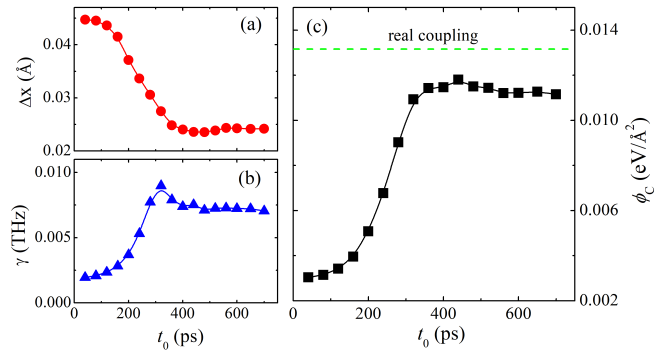 (a)
0.04
0.03
0.02
Δx (Å)
(b)
0.010
0.005
0.000
γ (THz)
0 200 400 600
t₀ (ps)
(c)
real coupling
0.014
0.010
0.006
0.002
ϕC (eV/Å²)
0 200 400 600
t₀ (ps)